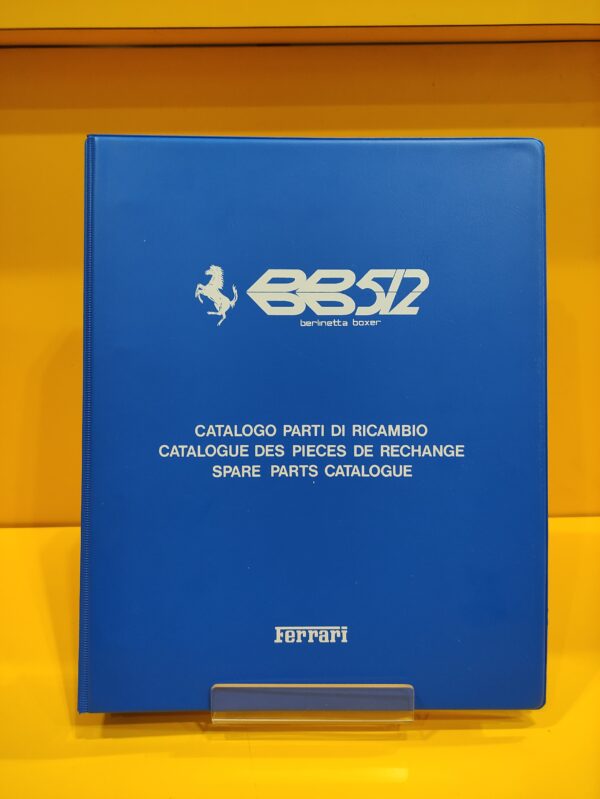 BB512
berlinetta boxer
CATALOGO PARTI DI RICAMBIO
CATALOGUE DES PIECES DE RECHANGE
SPARE PARTS CATALOGUE
Ferrari